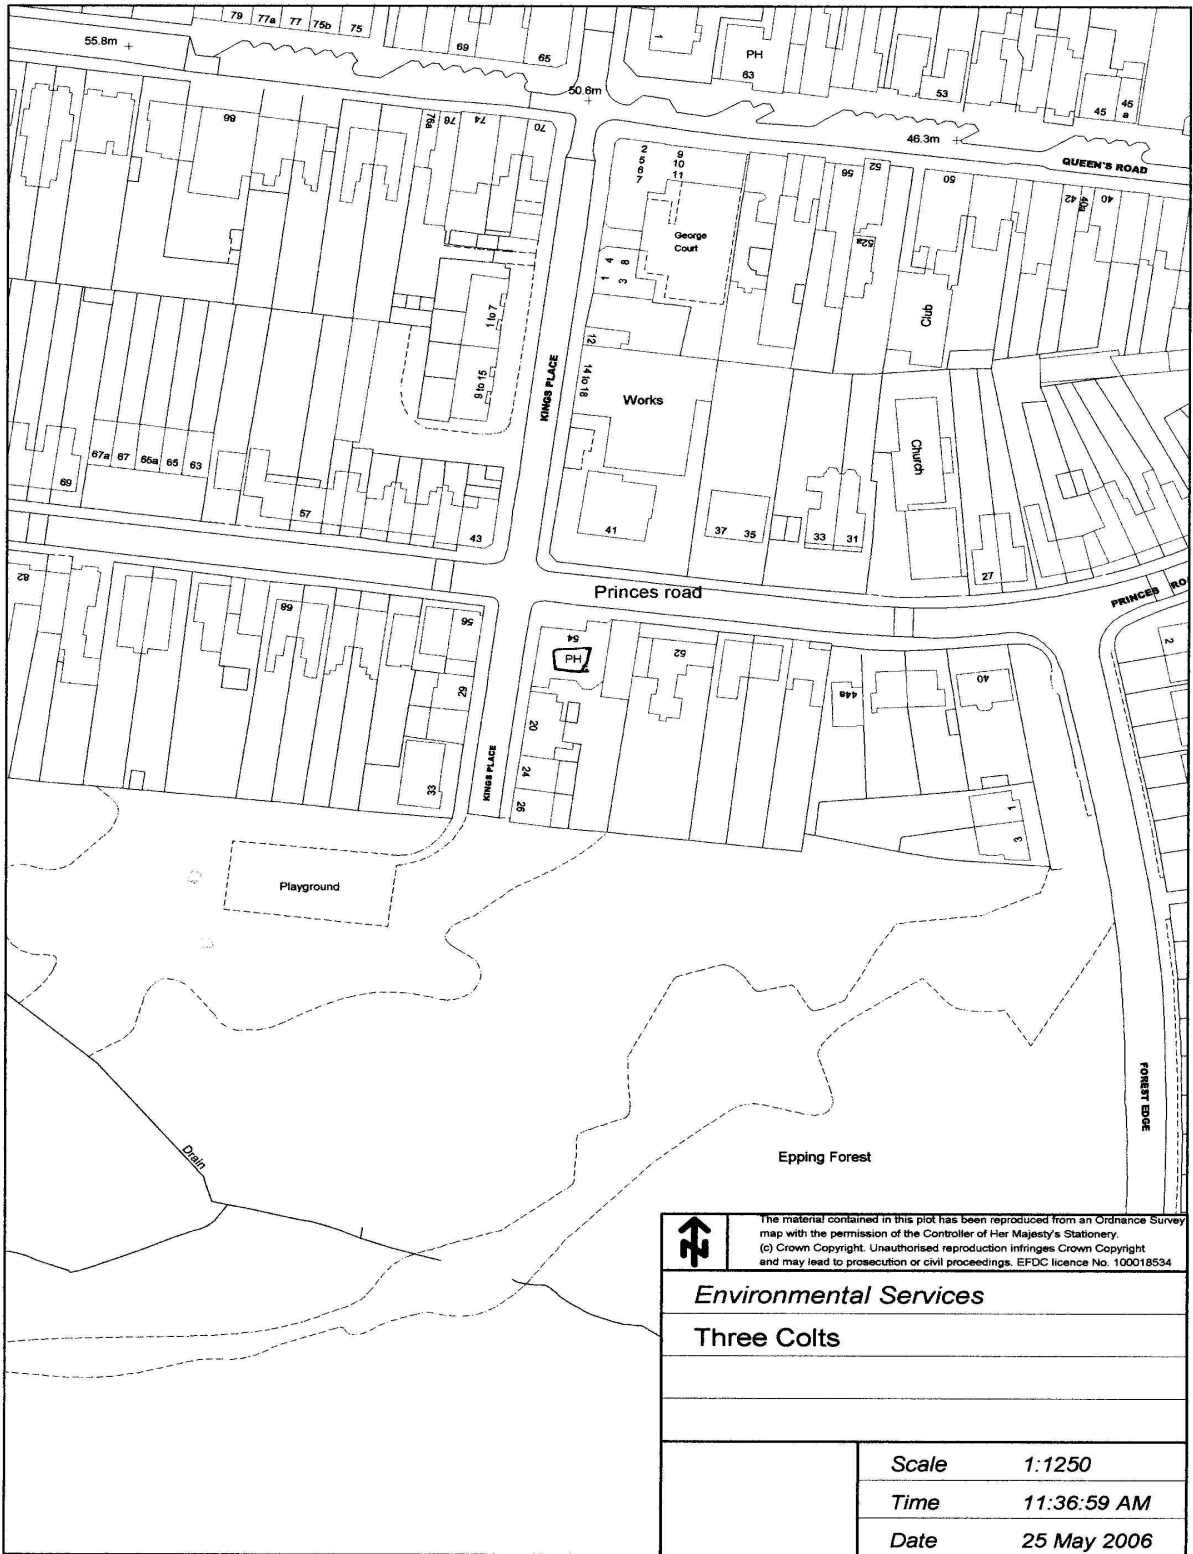 79 77a 77 75b 75
69
65
1
PH
63
53
45
45
a
55.8m
50.6m
46.3m
QUEEN'S ROAD
86
76a
76
74
70
2
5
6
7
9
10
11
George
Court
4
8
1
3
56
52
52a
50
42
40a
40
Club
1 to 7
9 to 15
KINGS PLACE
12
14 to 18
Works
Church
69
67a 67 65a 65 63
57
43
41
37 35
33 31
27
Princes road
PRINCES RO
82
68
56
54
PH
52
44a
40
2
29
33
KINGS PLACE
20
24
26
1
3
Playground
Drain
Epping Forest
FOREST EDGE
N
The material contained in this plot has been reproduced from an Ordnance Survey
map with the permission of the Controller of Her Majesty's Stationery.
(c) Crown Copyright. Unauthorised reproduction infringes Crown Copyright
and may lead to prosecution or civil proceedings. EFDC licence No. 100018534
Environmental Services
Three Colts
Scale 1:1250
Time 11:36:59 AM
Date 25 May 2006